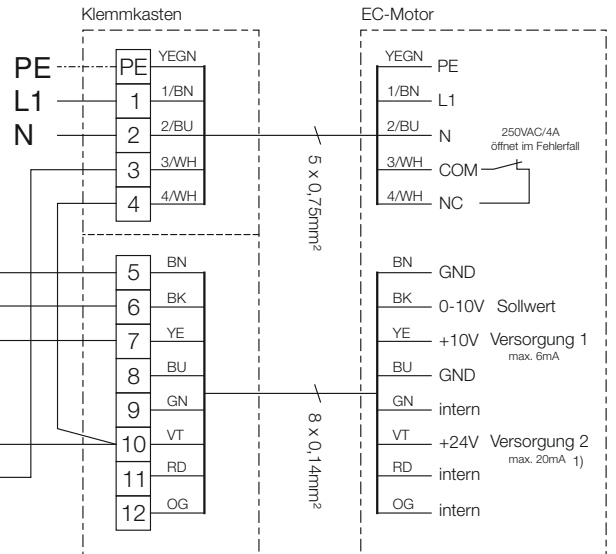 Klemmkasten
EC-Motor
PE PE YEGN YEGN PE
L1 1 1/BN 1/BN L1
N 2 2/BU 2/BU N
250VAC/4A
öffnet im Fehlerfall
3 3/WH 3/WH COM
4 4/WH 4/WH NC
5 x 0,75mm²
5 BN BN GND
6 BK BK 0-10V Sollwert
7 YE YE +10V Versorgung 1
max. 6mA
8 BU BU GND
9 GN GN intern
10 VT VT +24V Versorgung 2
max. 20mA 1)
11 RD RD intern
12 OG OG intern
8 x 0,14mm²